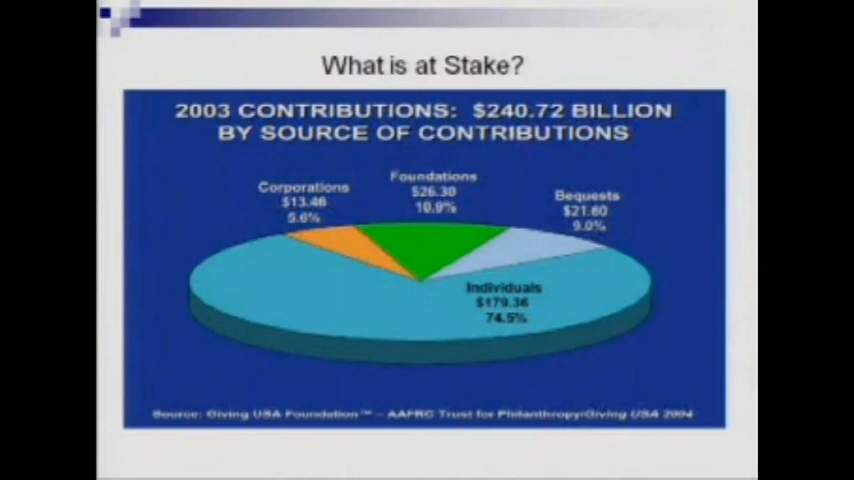 What is at Stake?
2003 CONTRIBUTIONS: $240.72 BILLION
BY SOURCE OF CONTRIBUTIONS
Foundations
$26.30
10.9%
Corporations
$13.46
5.6%
Bequests
$21.60
9.0%
Individuals
$179.36
74.5%
Source: Giving USA Foundation™ – AAFRC Trust for Philanthropy/Giving USA 2004